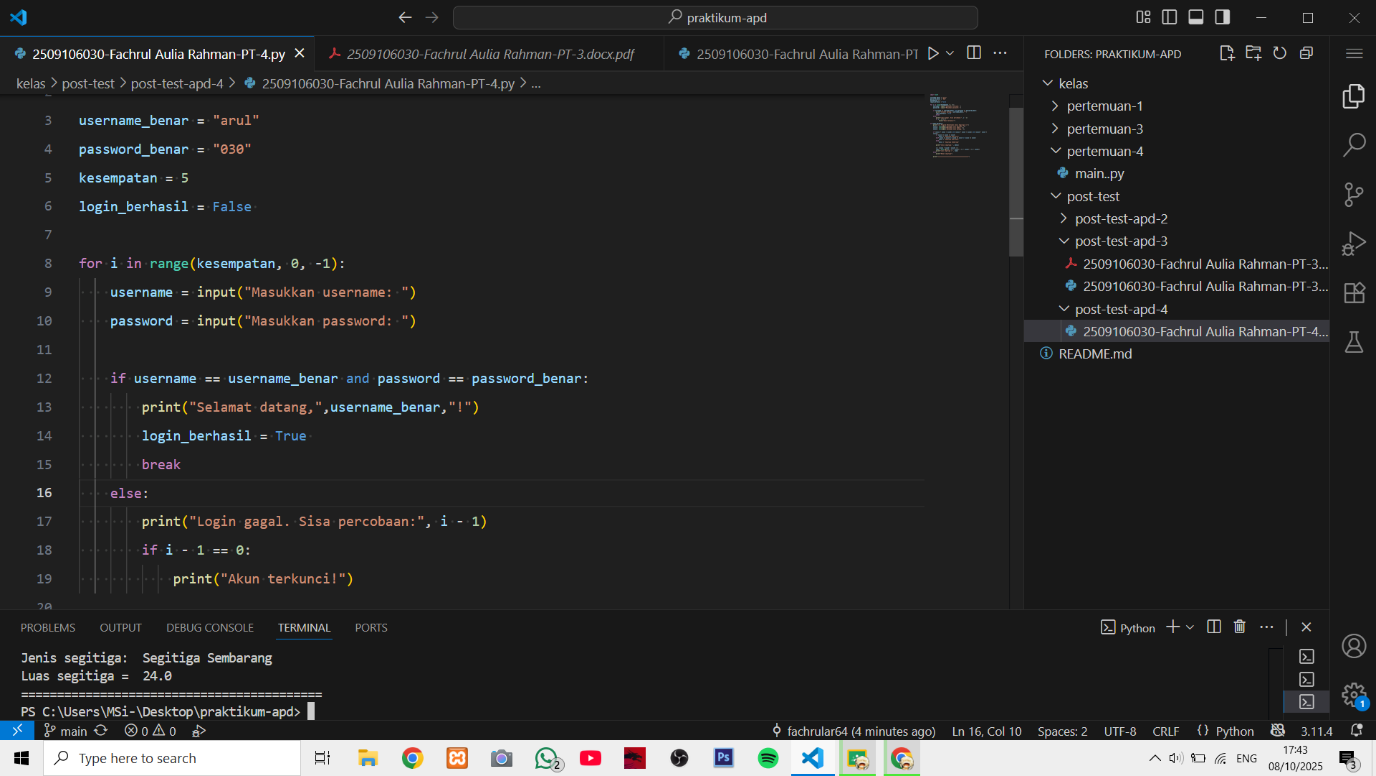 praktikum-apd
2509106030-Fachrul Aulia Rahman-PT-4.py
2509106030-Fachrul Aulia Rahman-PT-3.docx.pdf
2509106030-Fachrul Aulia Rahman-PT
kelas > post-test > post-test-apd-4 > 2509106030-Fachrul Aulia Rahman-PT-4.py > ...
3 username_benar = "arul"
4 password_benar = "030"
5 kesempatan = 5
6 login_berhasil = False
7
8 for i in range(kesempatan, 0, -1):
9 username = input("Masukkan username: ")
10 password = input("Masukkan password: ")
11
12 if username == username_benar and password == password_benar:
13 print("Selamat datang,",username_benar,"!")
14 login_berhasil = True
15 break
16 else:
17 print("Login gagal. Sisa percobaan:", i - 1)
18 if i - 1 == 0:
19 print("Akun terkunci!")
20
FOLDERS: PRAKTIKUM-APD
kelas
pertemuan-1
pertemuan-3
pertemuan-4
main..py
post-test
post-test-apd-2
post-test-apd-3
2509106030-Fachrul Aulia Rahman-PT-3...
2509106030-Fachrul Aulia Rahman-PT-3...
post-test-apd-4
2509106030-Fachrul Aulia Rahman-PT-4...
README.md
PROBLEMS OUTPUT DEBUG CONSOLE TERMINAL PORTS
Python
Jenis segitiga:  Segitiga Sembarang
Luas segitiga =  24.0
==========================================
PS C:\Users\MSi-\Desktop\praktikum-apd>
1
main 0 0 fachrular64 (4 minutes ago) Ln 16, Col 10 Spaces: 2 UTF-8 CRLF {} Python 3.11.4
Type here to search
2
Ps
ENG
17:43
08/10/2025
3